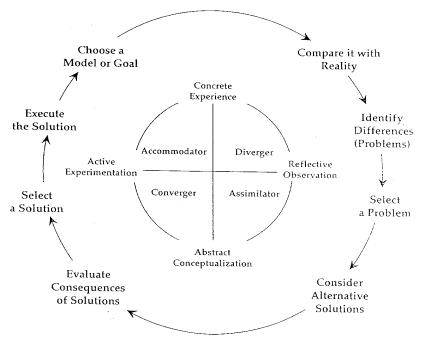 Choose a
Model or Goal
Compare it with
Reality
Concrete
Experience
Execute
the Solution
Identify
Differences
(Problems)
Accommodator
Diverger
Active
Experimentation
Reflective
Observation
Converger
Assimilator
Select
a Solution
Select
a Problem
Abstract
Conceptualization
Evaluate
Consequences
of Solutions
Consider
Alternative
Solutions